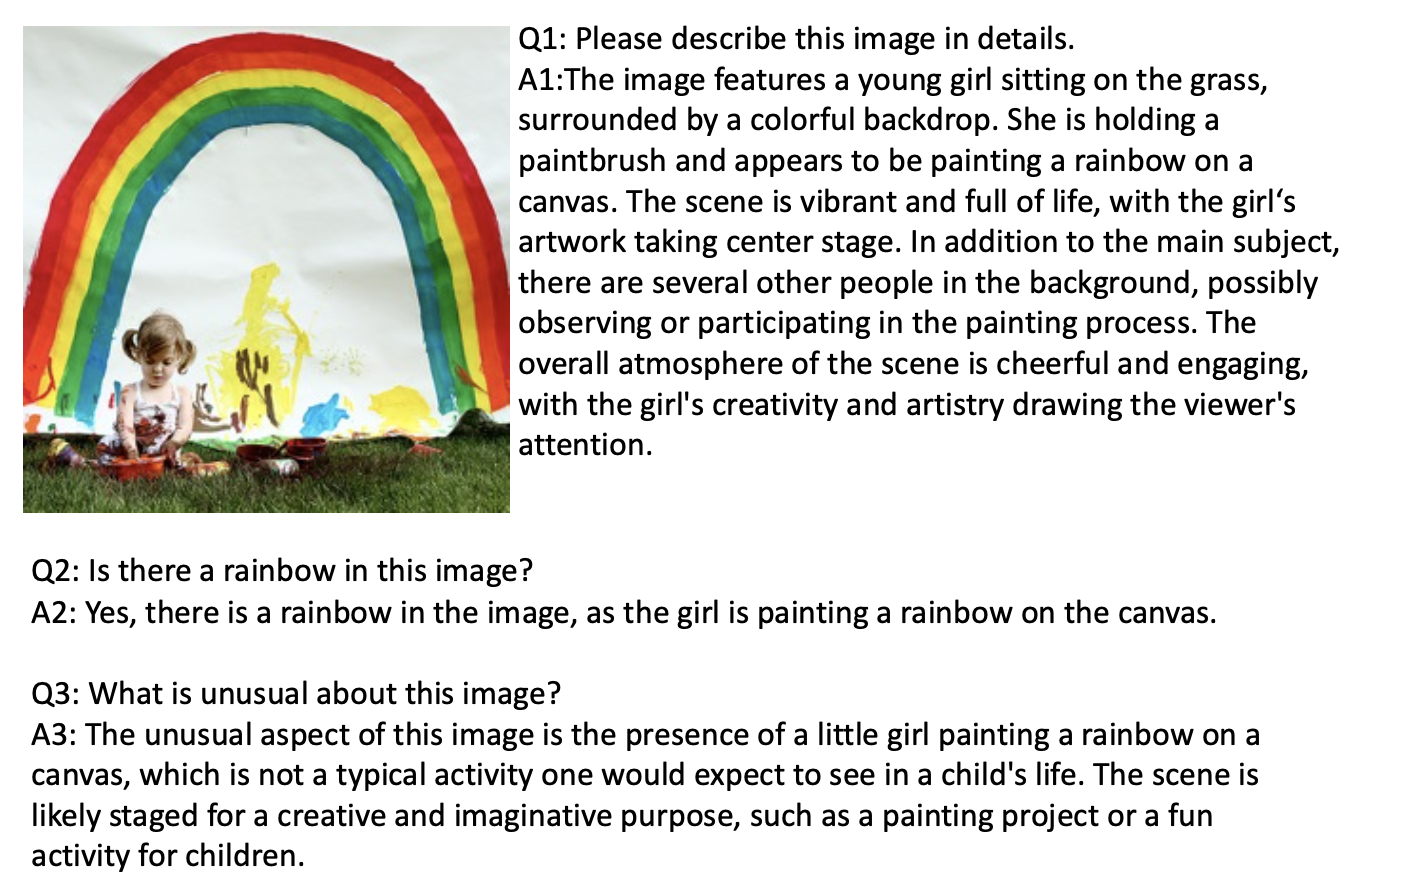 Q1: Please describe this image in details.
A1:The image features a young girl sitting on the grass,
surrounded by a colorful backdrop. She is holding a
paintbrush and appears to be painting a rainbow on a
canvas. The scene is vibrant and full of life, with the girl‘s
artwork taking center stage. In addition to the main subject,
there are several other people in the background, possibly
observing or participating in the painting process. The
overall atmosphere of the scene is cheerful and engaging,
with the girl's creativity and artistry drawing the viewer's
attention.
Q2: Is there a rainbow in this image?
A2: Yes, there is a rainbow in the image, as the girl is painting a rainbow on the canvas.
Q3: What is unusual about this image?
A3: The unusual aspect of this image is the presence of a little girl painting a rainbow on a
canvas, which is not a typical activity one would expect to see in a child's life. The scene is
likely staged for a creative and imaginative purpose, such as a painting project or a fun
activity for children.